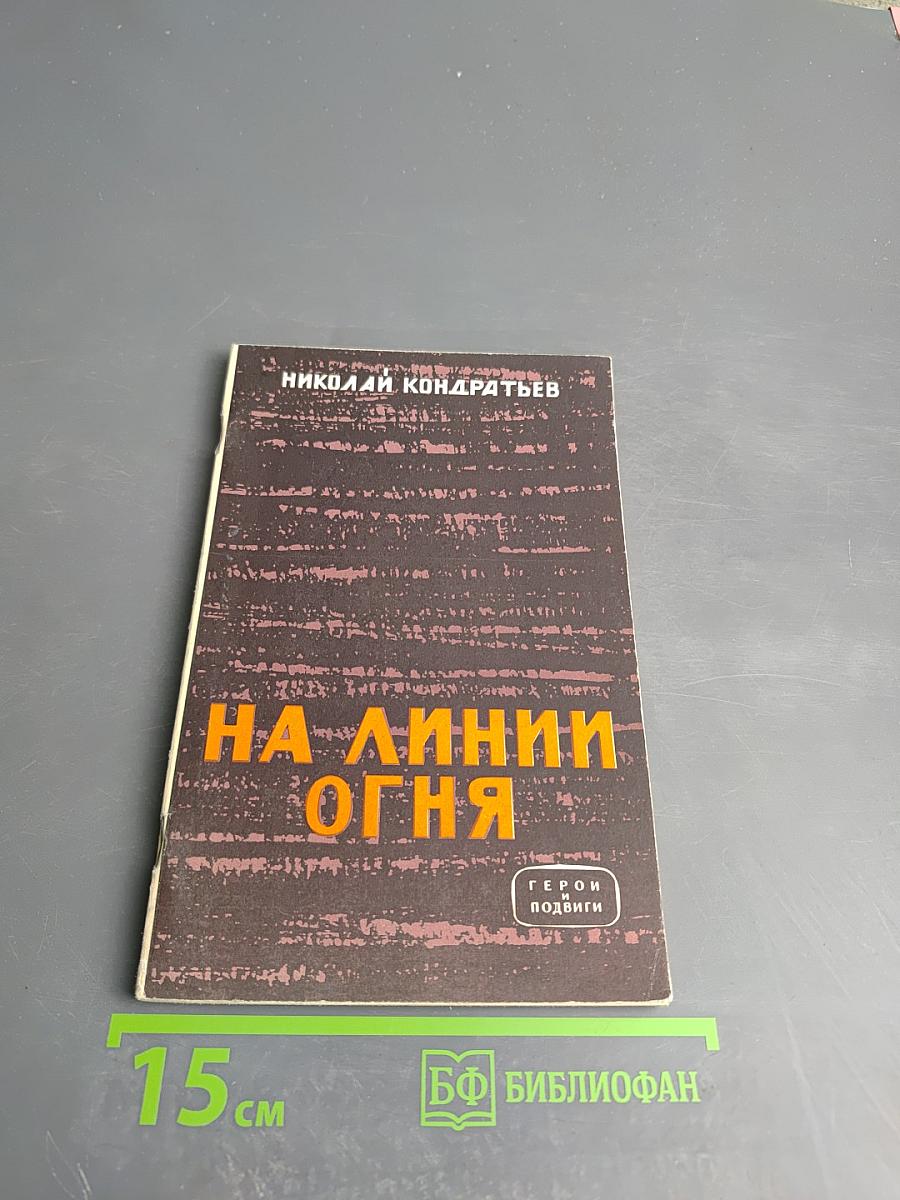 НИКОЛАЙ КОНДРАТЬЕВ
НА ЛИНИИ
ОГНЯ
ГЕРОИ
И
ПОДВИГИ
15 см
БФ БИБЛИОФАН